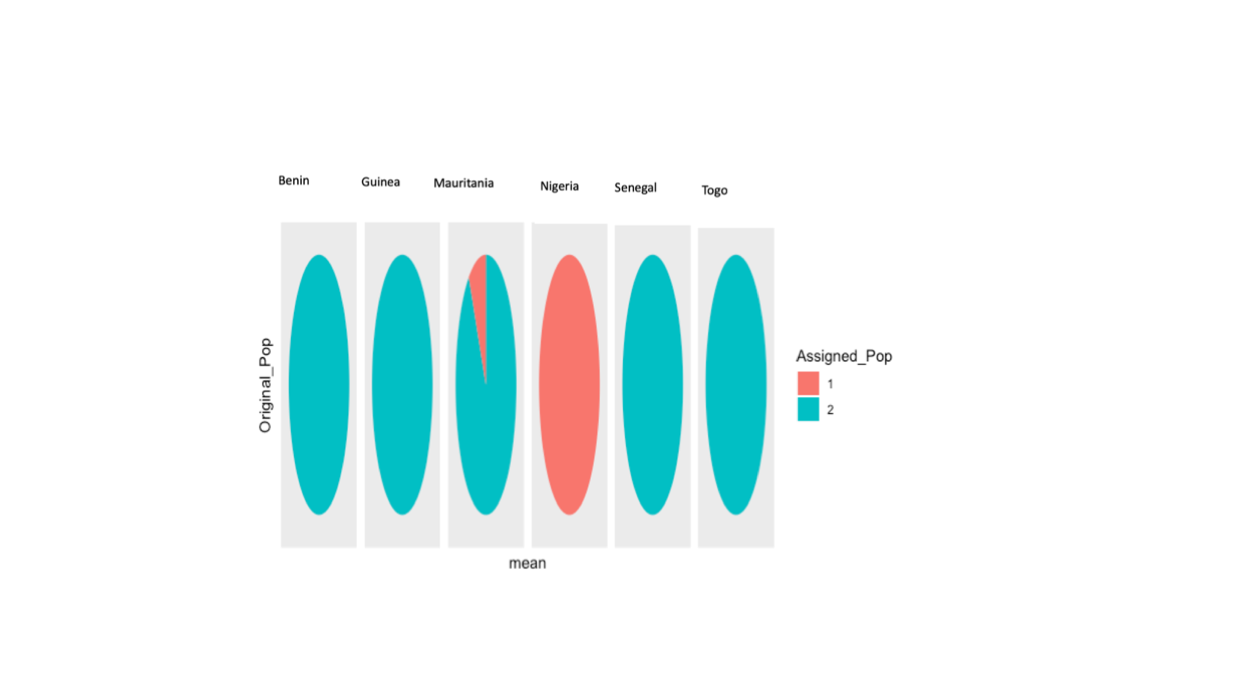 Benin
Guinea
Mauritania
Nigeria
Senegal
Togo
Original_Pop
Assigned_Pop
1
2
mean